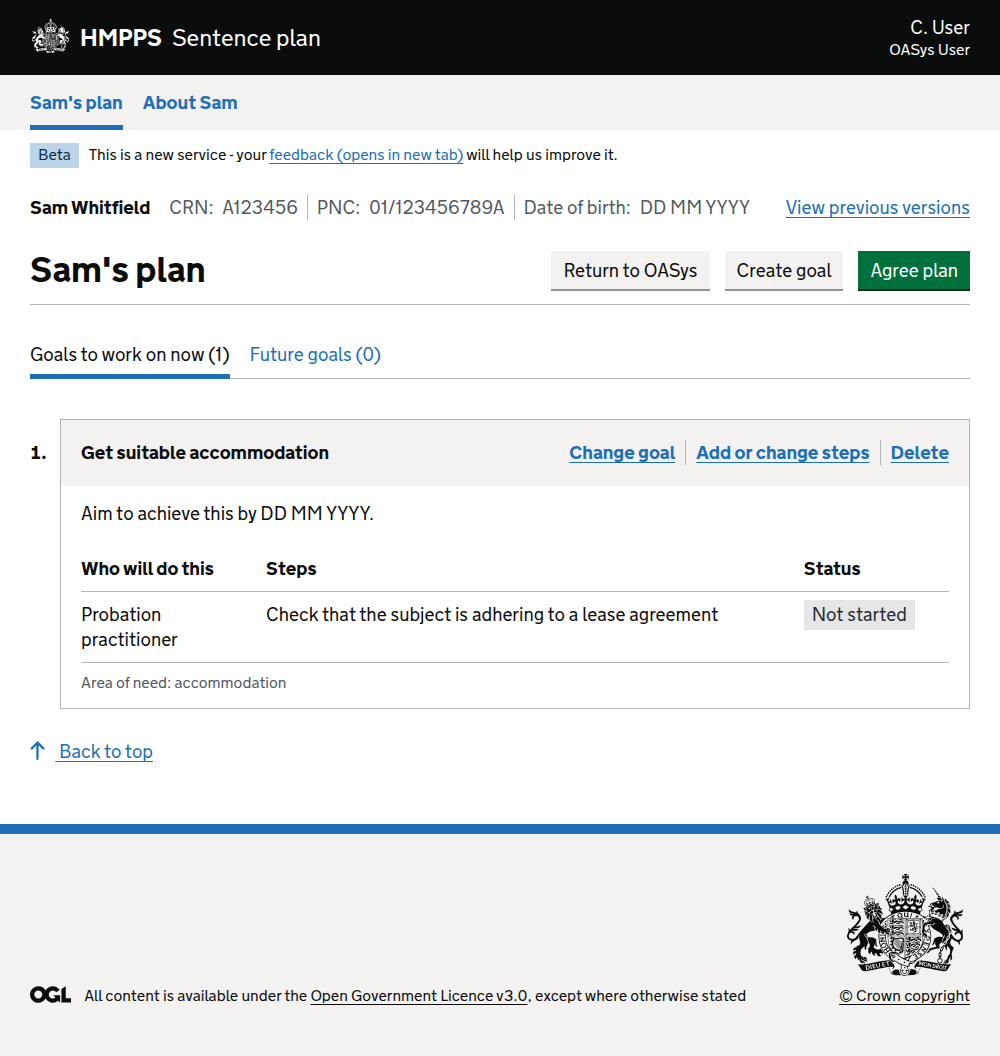 HMPPS Sentence plan
C. User
OASys User
Sam's plan About Sam
Beta This is a new service - your feedback (opens in new tab) will help us improve it.
Sam Whitfield CRN: A123456 PNC: 01/123456789A Date of birth: DD MM YYYY View previous versions
Sam's plan Return to OASys Create goal Agree plan
Goals to work on now (1) Future goals (0)
1. Get suitable accommodation Change goal Add or change steps Delete
Aim to achieve this by DD MM YYYY.
Who will do this Steps Status
Probation Check that the subject is adhering to a lease agreement Not started
practitioner
Area of need: accommodation
Back to top
DIEU ET MON DROIT
OGL All content is available under the Open Government Licence v3.0, except where otherwise stated © Crown copyright